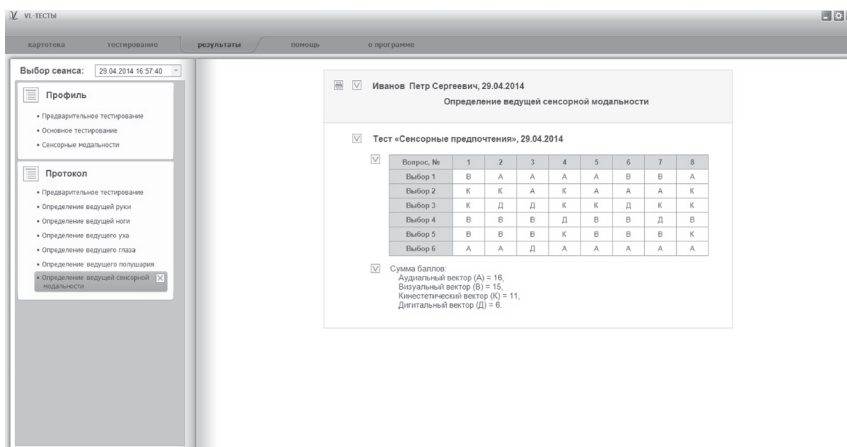 VL-ТЕСТЫ
картотека тестирование результаты помощь о программе
Выбор сеанса: 29.04.2014 16:57:40
Профиль
• Предварительное тестирование
• Основное тестирование
• Сенсорные модальности
Протокол
• Предварительное тестирование
• Определение ведущий руки
• Определение ведущий ноги
• Определение ведущего уха
• Определение ведущего глаза
• Определение ведущего полушария
• Определение ведущей сенсорной
модальности
Иванов Петр Сергеевич, 29.04.2014
Определение ведущей сенсорной модальности
Тест «Сенсорные предпочтения», 29.04.2014
Вопрос, № 1 2 3 4 5 6 7 8
Выбор 1 В А А А А В В А
Выбор 2 К К А К А А А К
Выбор 3 К Д Д К К Д К К
Выбор 4 В В В Д В В Д В
Выбор 5 В В В К В В В К
Выбор 6 А А Д А А А А А
Сумма баллов:
Аудиальный вектор (А) = 16,
Визуальный вектор (В) = 15,
Кинестетический вектор (К) = 11,
Дигитальный вектор (Д) = 6.